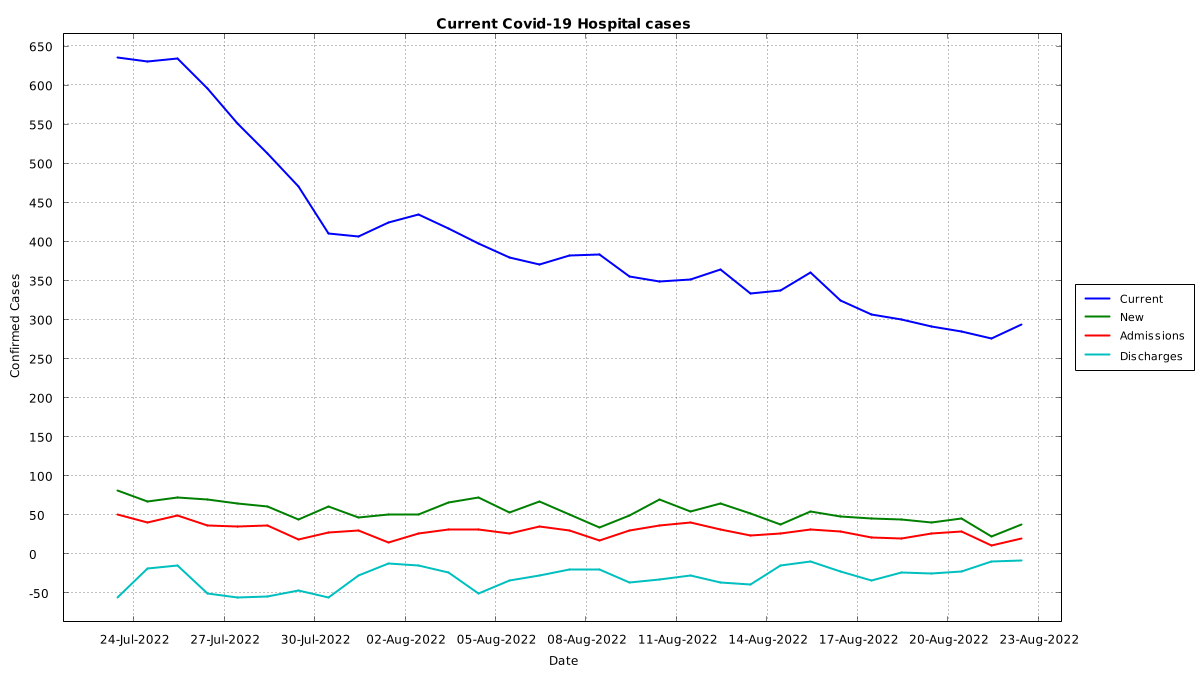 Current Covid-19 Hospital cases
650
600
550
500
450
400
350
300
250
200
150
100
50
0
-50
Confirmed Cases
24-Jul-2022 27-Jul-2022 30-Jul-2022 02-Aug-2022 05-Aug-2022 08-Aug-2022 11-Aug-2022 14-Aug-2022 17-Aug-2022 20-Aug-2022 23-Aug-2022
Date
Current
New
Admissions
Discharges